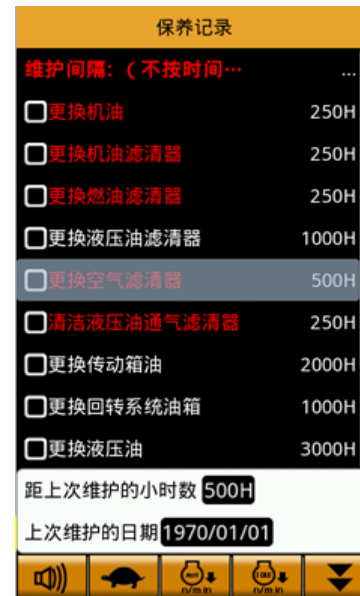 保养记录
维护间隔：（不按时间… ...
更换机油 250H
更换机油滤清器 250H
更换燃油滤清器 250H
更换液压油滤清器 1000H
更换空气滤清器 500H
清洁液压油通气滤清器 250H
更换传动箱油 2000H
更换回转系统油箱 1000H
更换液压油 3000H
距上次维护的小时数 500H
上次维护的日期 1970/01/01
n/min n/min